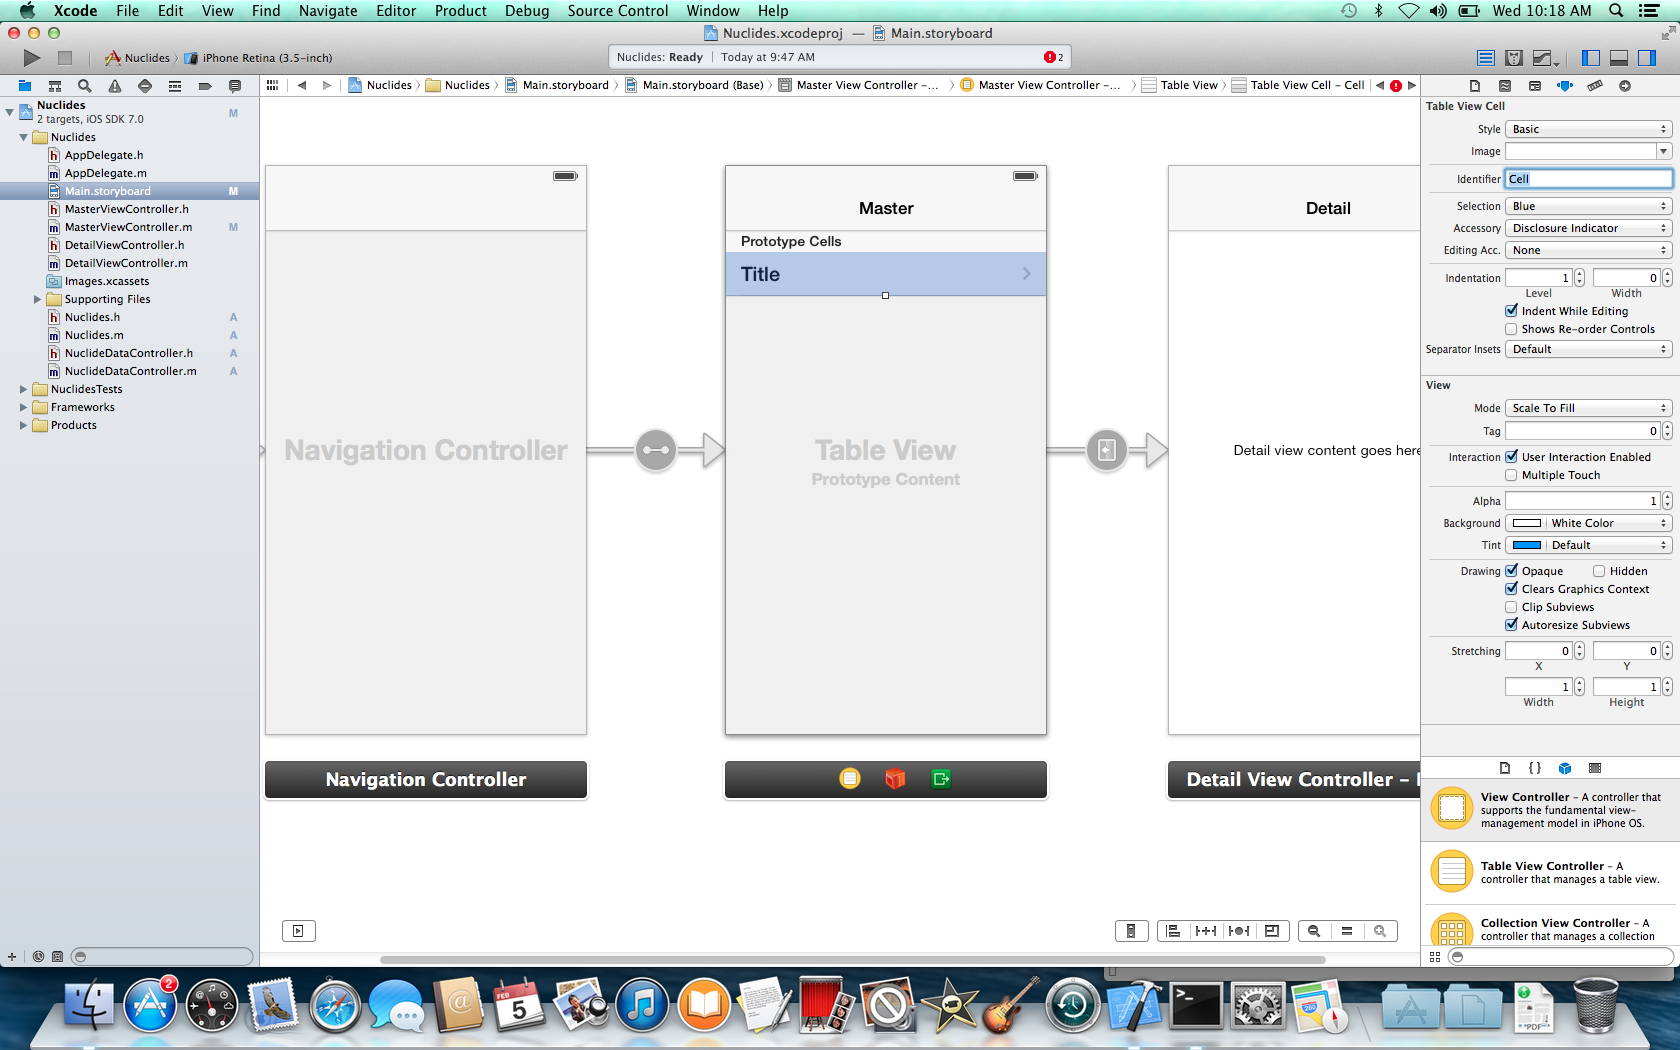 Xcode File Edit View Find Navigate Editor Product Debug Source Control Window Help Wed 10:18 AM
Nuclides.xcodeproj — Main.storyboard
Nuclides iPhone Retina (3.5-inch)
Nuclides: Ready Today at 9:47 AM 2
Nuclides Nuclides Main.storyboard Main.storyboard (Base) Master View Controller –... Master View Controller –... Table View Table View Cell – Cell
Nuclides M
2 targets, iOS SDK 7.0
Nuclides
AppDelegate.h
AppDelegate.m
Main.storyboard M
MasterViewController.h
MasterViewController.m M
DetailViewController.h
DetailViewController.m
Images.xcassets
Supporting Files
Nuclides.h A
Nuclides.m A
NuclideDataController.h A
NuclideDataController.m A
NuclidesTests
Frameworks
Products
Navigation Controller
Navigation Controller
Master
Prototype Cells
Title
Table View
Prototype Content
Detail
Detail view content goes here
Detail View Controller –
Table View Cell
Style Basic
Image
Identifier Cell
Selection Blue
Accessory Disclosure Indicator
Editing Acc. None
Indentation 1 0
Level Width
Indent While Editing
Shows Re-order Controls
Separator Insets Default
View
Mode Scale To Fill
Tag 0
Interaction User Interaction Enabled
Multiple Touch
Alpha 1
Background White Color
Tint Default
Drawing Opaque Hidden
Clears Graphics Context
Clip Subviews
Autoresize Subviews
Stretching 0 0
X Y
1 1
Width Height
{ }
View Controller – A controller that
supports the fundamental view-
management model in iPhone OS.
Table View Controller – A
controller that manages a table view.
Collection View Controller – A
controller that manages a collection
2
FEB
5
PDF